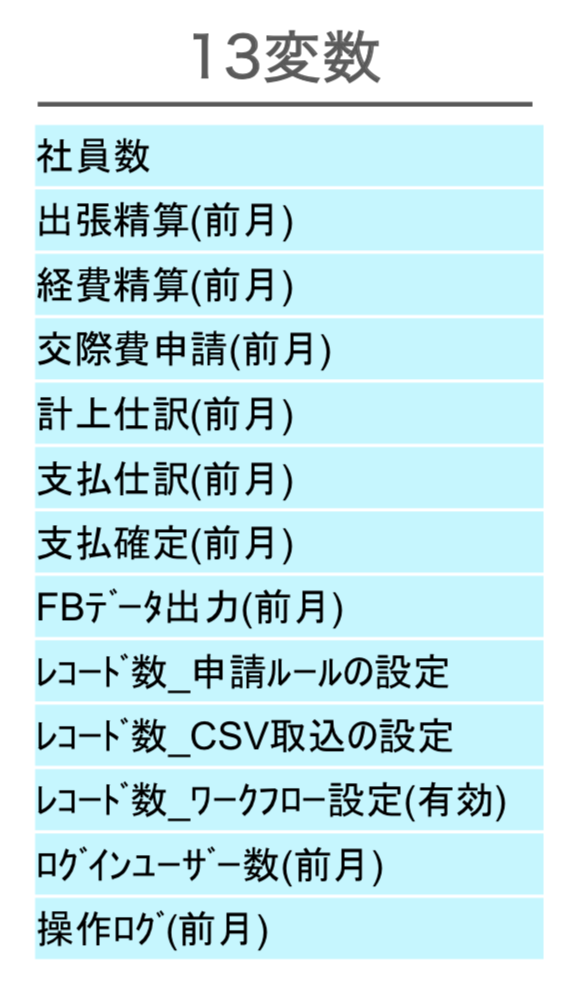 13変数
社員数
出張精算(前月)
経費精算(前月)
交際費申請(前月)
計上仕訳(前月)
支払仕訳(前月)
支払確定(前月)
FBﾃﾞｰﾀ出力(前月)
ﾚｺｰﾄﾞ数_申請ﾙｰﾙの設定
ﾚｺｰﾄﾞ数_CSV取込の設定
ﾚｺｰﾄﾞ数_ﾜｰｸﾌﾛｰ設定(有効)
ﾛｸﾞｲﾝﾕｰｻﾞｰ数(前月)
操作ﾛｸﾞ(前月)